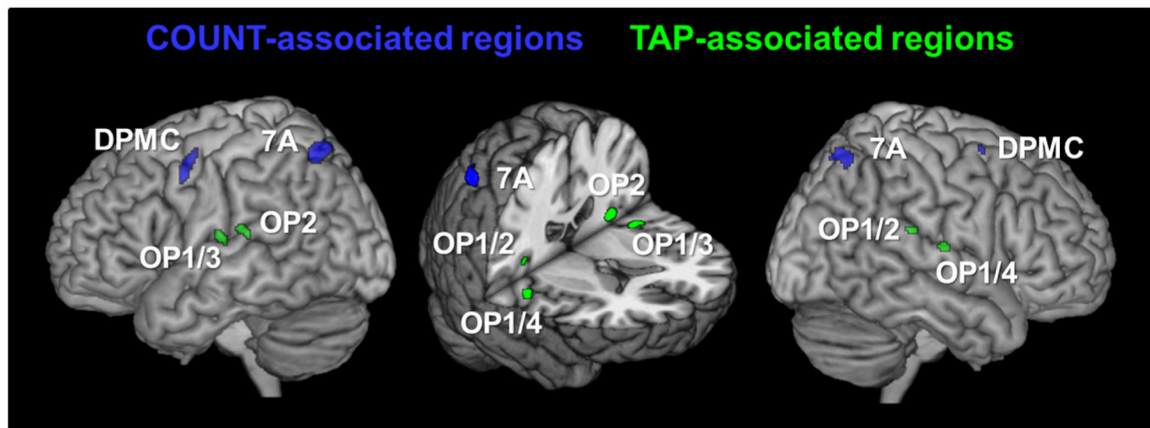 COUNT-associated regions TAP-associated regions
DPMC 7A
OP2
OP1/3
7A
OP2
OP1/2
OP1/3
OP1/4
7A
DPMC
OP1/2
OP1/4